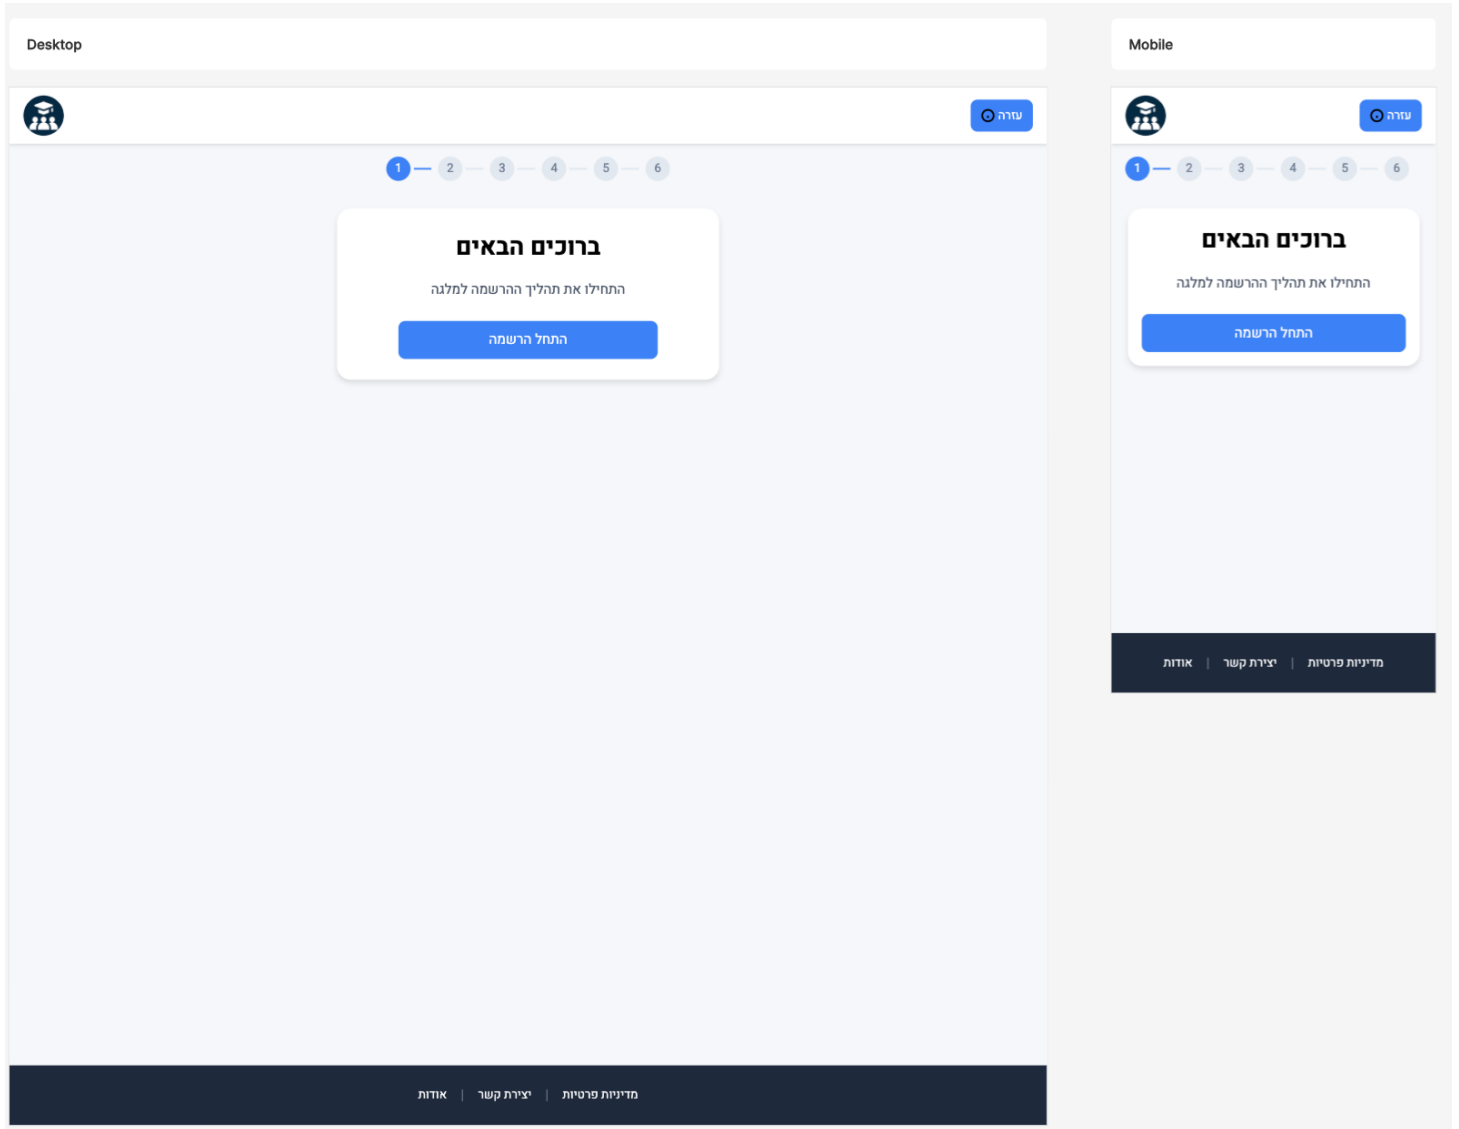 Desktop
עזרה
1 2 3 4 5 6
ברוכים הבאים
התחילו את תהליך ההרשמה למלגה
התחל הרשמה
מדיניות פרטיות | יצירת קשר | אודות
Mobile
עזרה
1 2 3 4 5 6
ברוכים הבאים
התחילו את תהליך ההרשמה למלגה
התחל הרשמה
מדיניות פרטיות | יצירת קשר | אודות